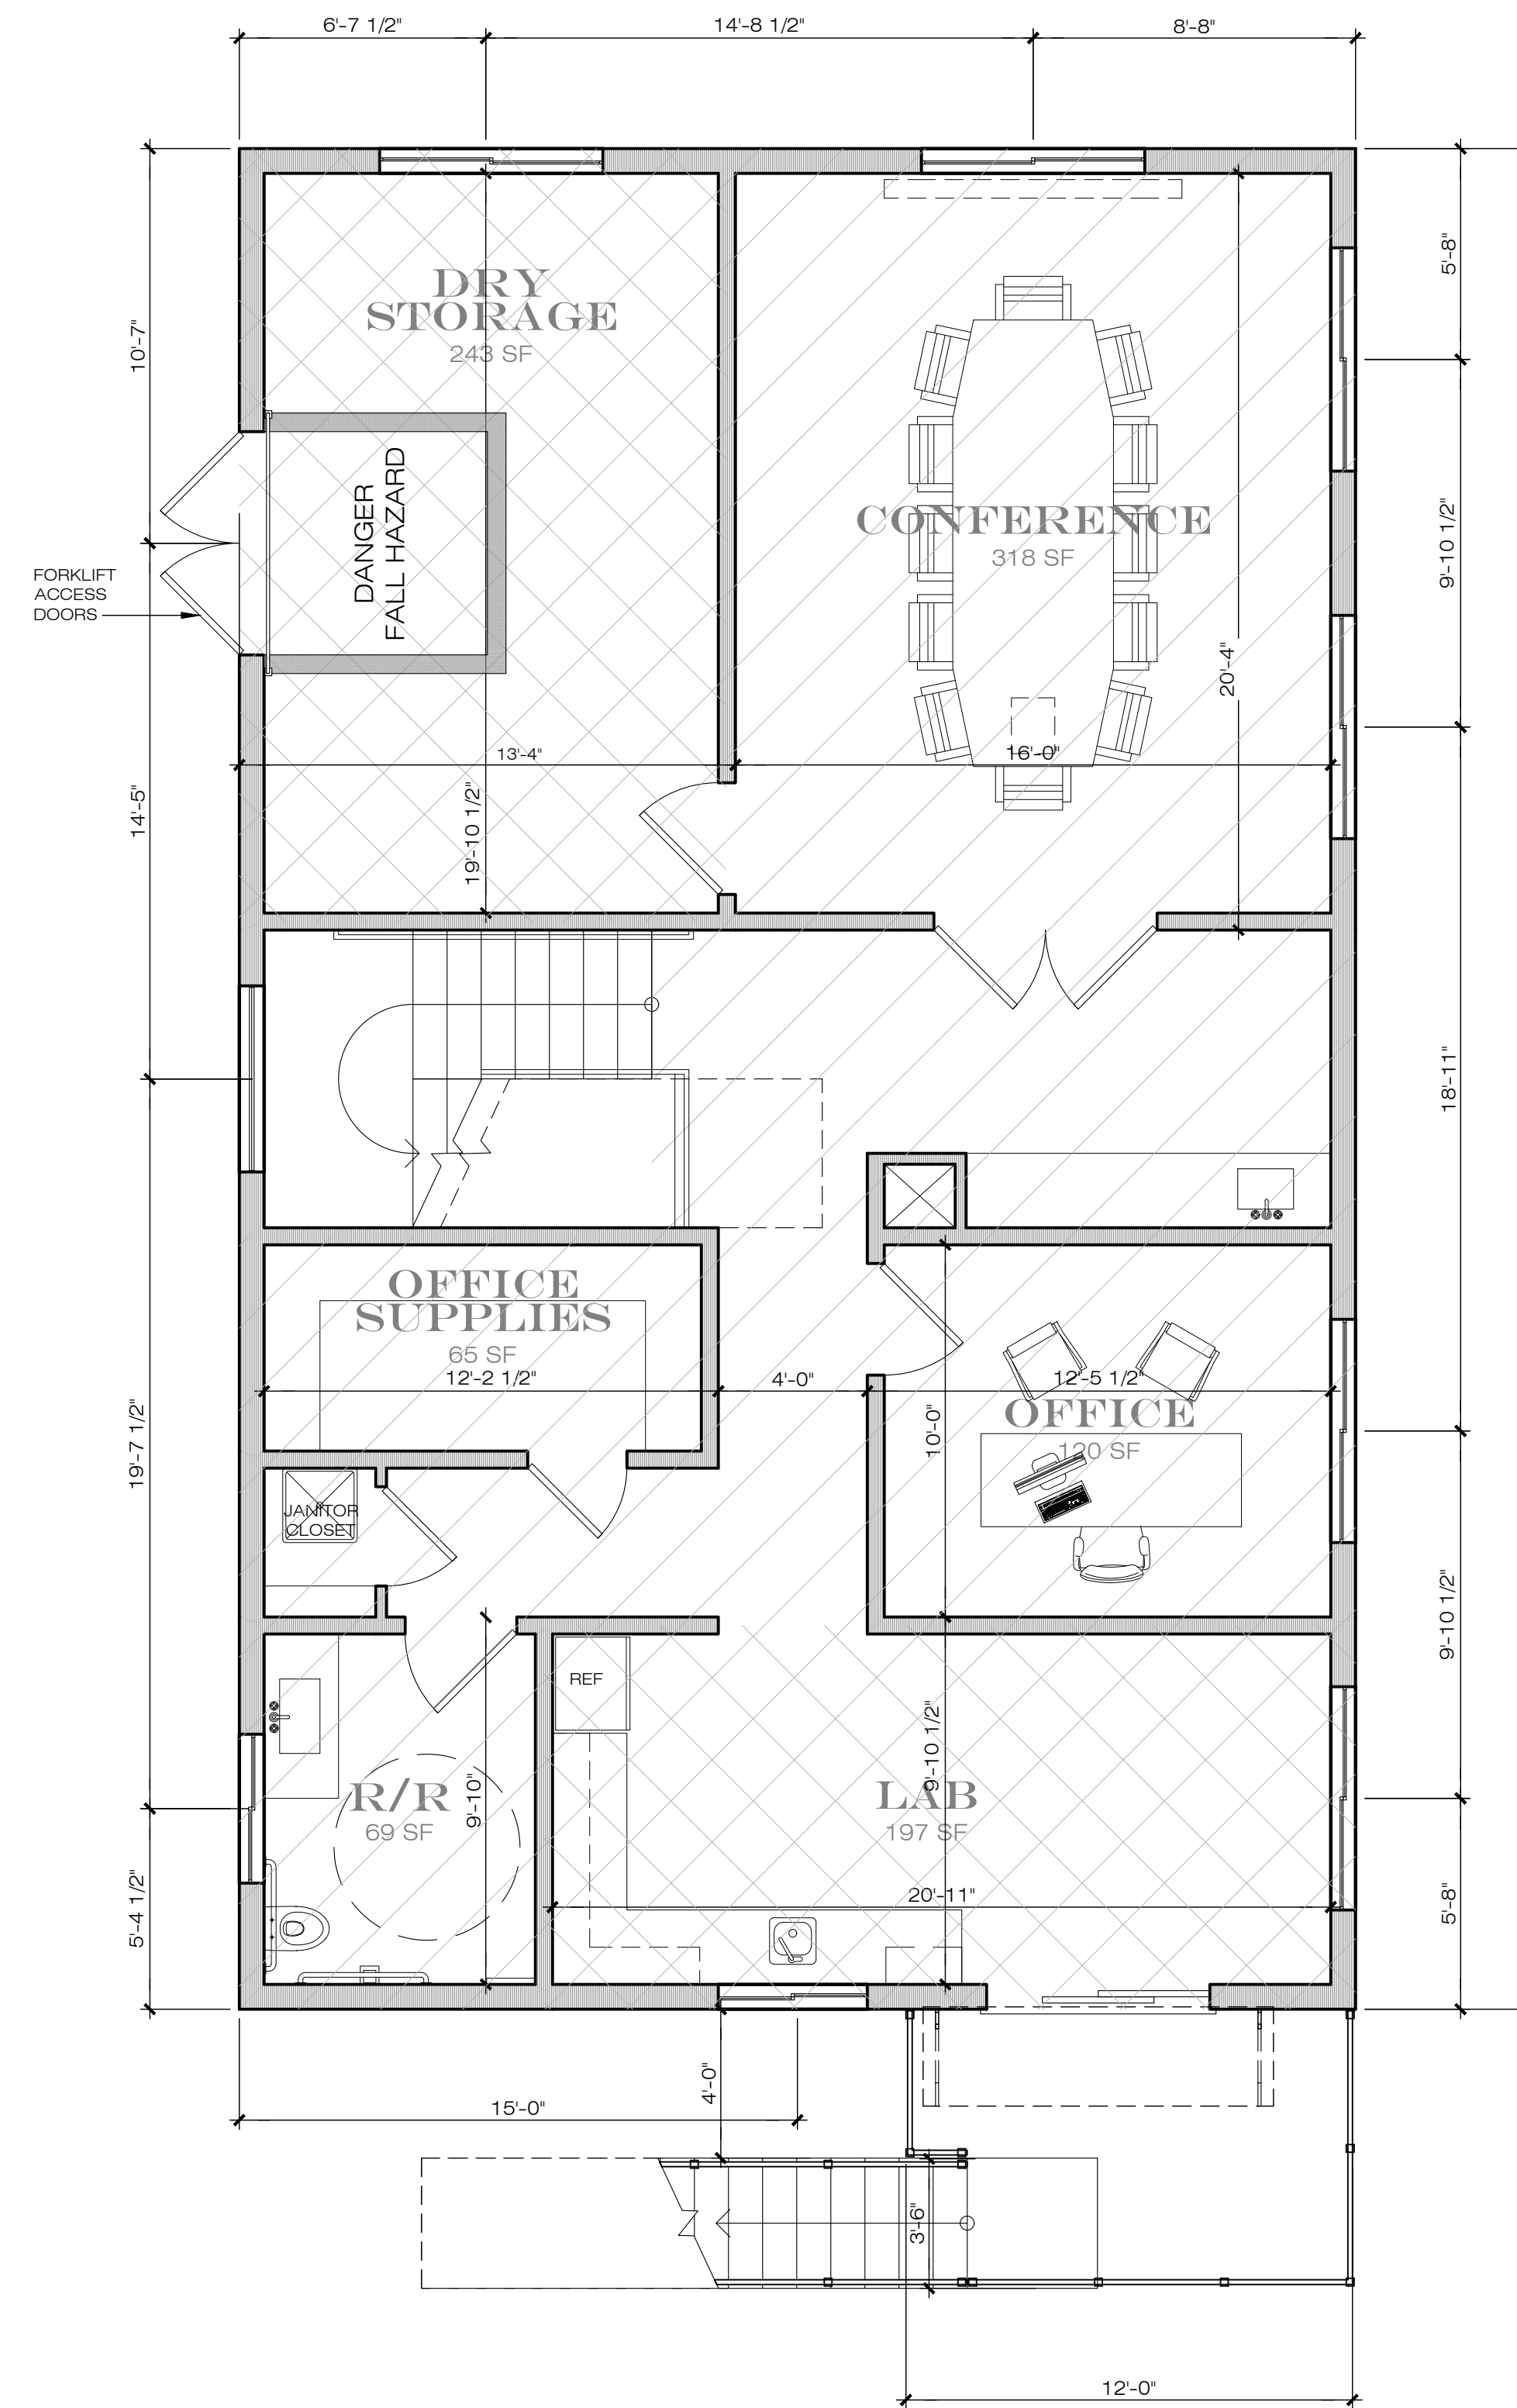 6'-7 1/2"
14'-8 1/2"
8'-8"
5'-8"
10'-7"
DRY
STORAGE
243 SF
DANGER
FALL HAZARD
FORKLIFT
ACCESS
DOORS
CONFERENCE
318 SF
9'-10 1/2"
20'-4"
13'-4"
16'-0"
14'-5"
19'-10 1/2"
18'-11"
OFFICE
SUPPLIES
65 SF
12'-2 1/2"
4'-0"
12'-5 1/2"
OFFICE
120 SF
10'-0"
19'-7 1/2"
JANITOR
CLOSET
9'-10 1/2"
REF
9'-10 1/2"
R/R
69 SF
9'-10"
LAB
197 SF
20'-11"
5'-4 1/2"
5'-8"
4'-0"
15'-0"
3'-6"
12'-0"